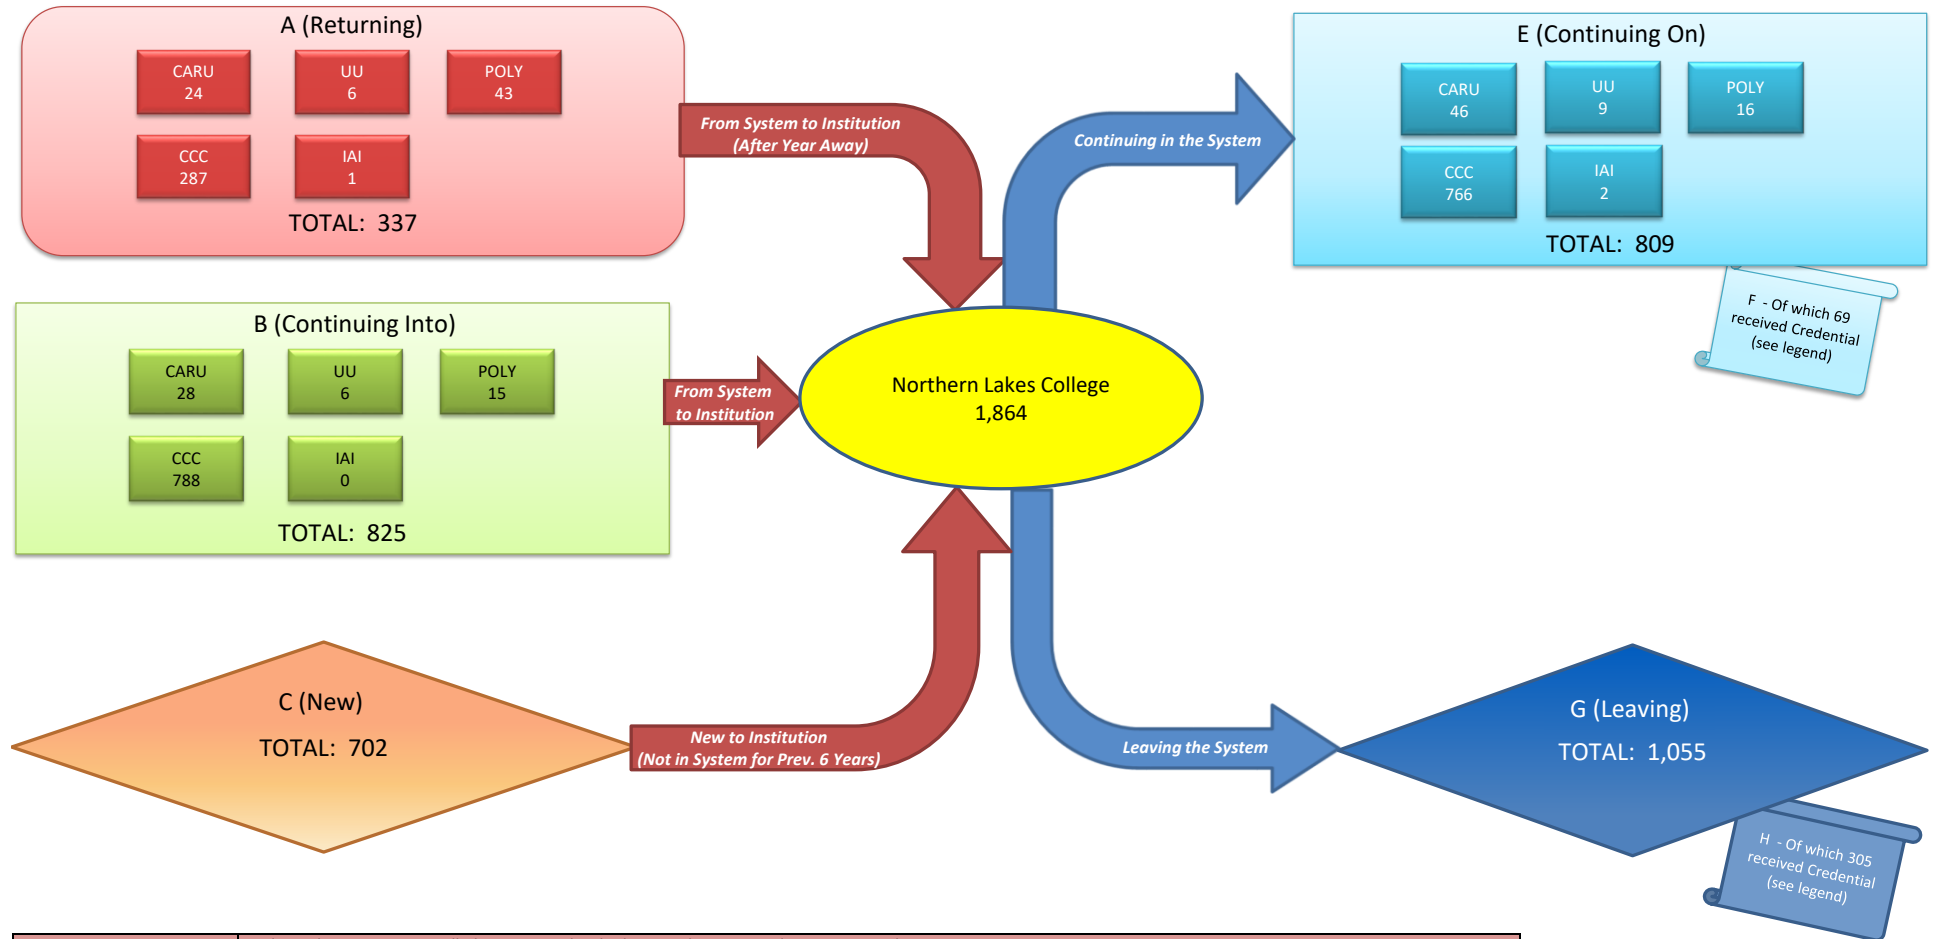 A (Returning)
CARU
24
UU
6
POLY
43
CCC
287
IAI
1
TOTAL: 337
From System to Institution
(After Year Away)
Continuing in the System
E (Continuing On)
CARU
46
UU
9
POLY
16
CCC
766
IAI
2
TOTAL: 809
F - Of which 69
received Credential
(see legend)
B (Continuing Into)
CARU
28
UU
6
POLY
15
CCC
788
IAI
0
TOTAL: 825
From System
to Institution
Northern Lakes College
1,864
C (New)
TOTAL: 702
New to Institution
(Not in System for Prev. 6 Years)
Leaving the System
G (Leaving)
TOTAL: 1,055
H - Of which 305
received Credential
(see legend)